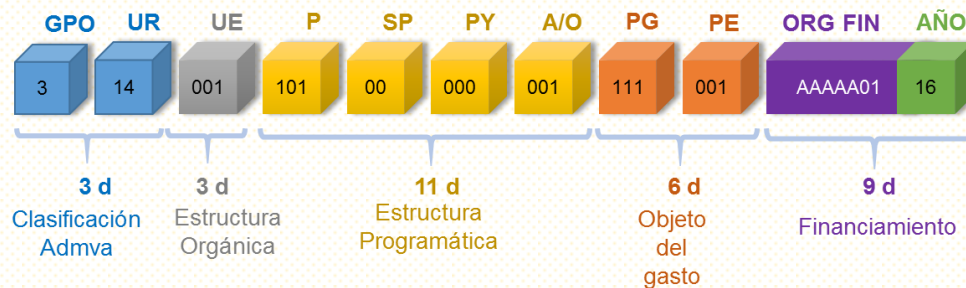 GPO UR UE P SP PY A/O PG PE ORG FIN AÑO
3 14 001 101 00 000 001 111 001 AAAAA01 16
3 d 3 d 11 d 6 d 9 d
Clasificación
Admva
Estructura
Orgánica
Estructura
Programática
Objeto
del
gasto
Financiamiento